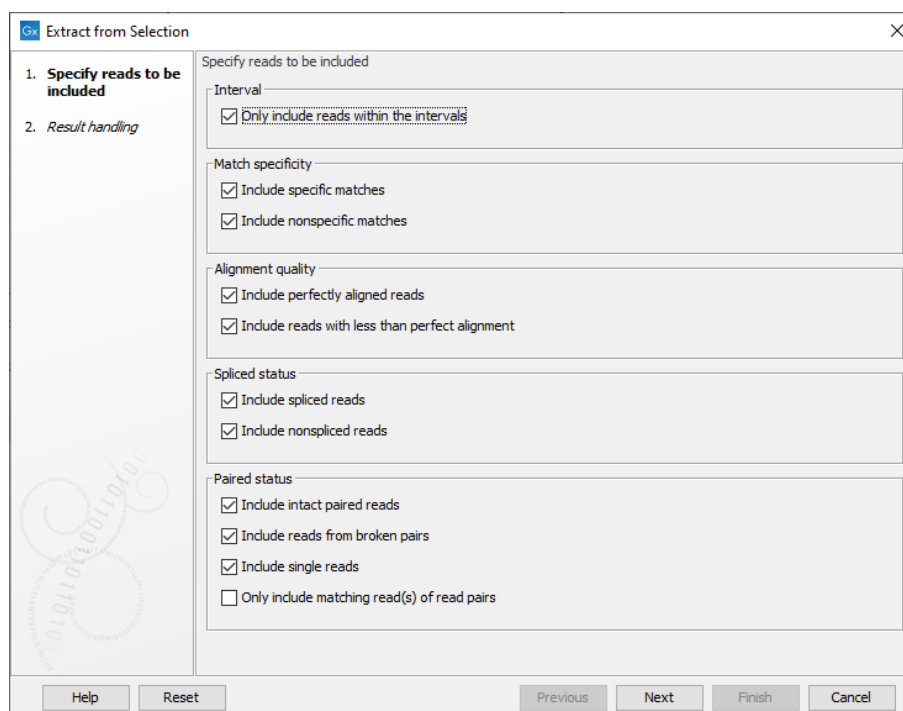 Gx Extract from Selection
1. Specify reads to be
included
2. Result handling
Specify reads to be included
Interval
Only include reads within the intervals
Match specificity
Include specific matches
Include nonspecific matches
Alignment quality
Include perfectly aligned reads
Include reads with less than perfect alignment
Spliced status
Include spliced reads
Include nonspliced reads
Paired status
Include intact paired reads
Include reads from broken pairs
Include single reads
Only include matching read(s) of read pairs
Help Reset Previous Next Finish Cancel